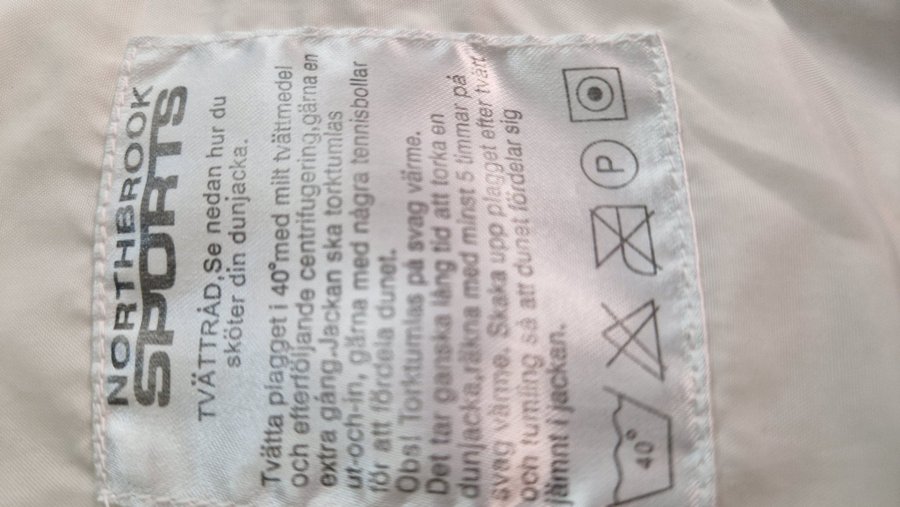 NORTHBROOK
SPORTS
TVÄTTRÅD,Se nedan hur du
sköter din dunjacka.
Tvätta plagget i 40°med milt tvättmedel
och efterföljande centrifugering,gärna en
extra gång.Jackan ska torktumlas
ut-och-in, gärna med några tennisbollar
för att fördela dunet.
Obs! Torktumlas på svag värme.
Det tar ganska lång tid att torka en
dunjacka,räkna med minst 5 timmar på
svag värme. Skaka upp plagget efter tvätt
och tumling så att dunet fördelar sig
jämnt i jackan.
40° P